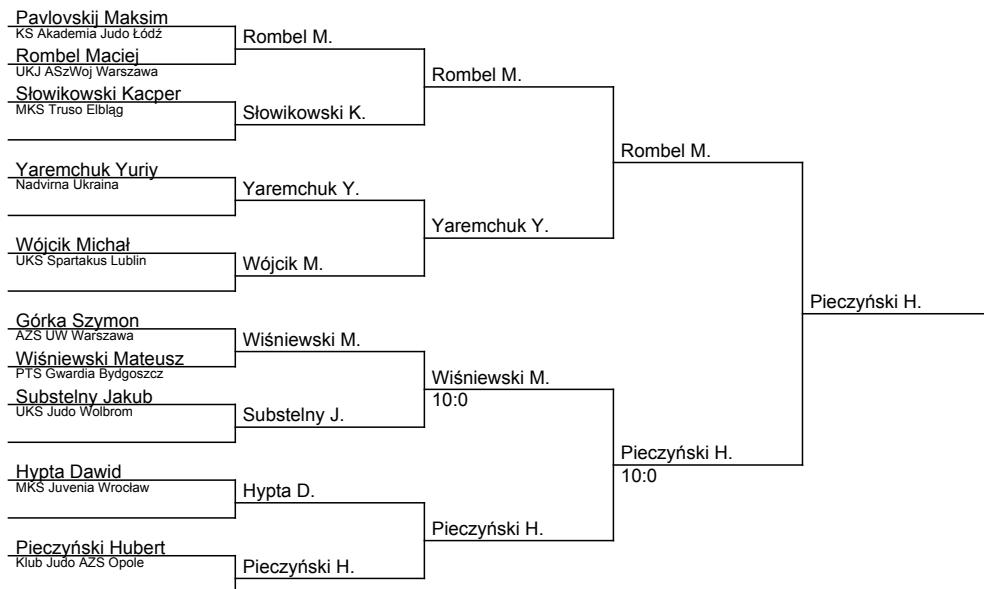 Pavlovskij Maksim
KS Akademia Judo Łódź
Rombel Maciej
UKJ ASzWoj Warszawa
Słowikowski Kacper
MKS Truso Elbląg
Yaremchuk Yuriy
Nadvirna Ukraina
Wójcik Michał
UKS Spartakus Lublin
Górka Szymon
AZS UW Warszawa
Wiśniewski Mateusz
PTS Gwardia Bydgoszcz
Substelny Jakub
UKS Judo Wolbrom
Hypta Dawid
MKS Juvenia Wrocław
Pieczyński Hubert
Klub Judo AZS Opole
Rombel M.
Słowikowski K.
Yaremchuk Y.
Wójcik M.
Wiśniewski M.
Substelny J.
Hypta D.
Pieczyński H.
Rombel M.
Yaremchuk Y.
Wiśniewski M.
10:0
Pieczyński H.
Rombel M.
Pieczyński H.
10:0
Pieczyński H.